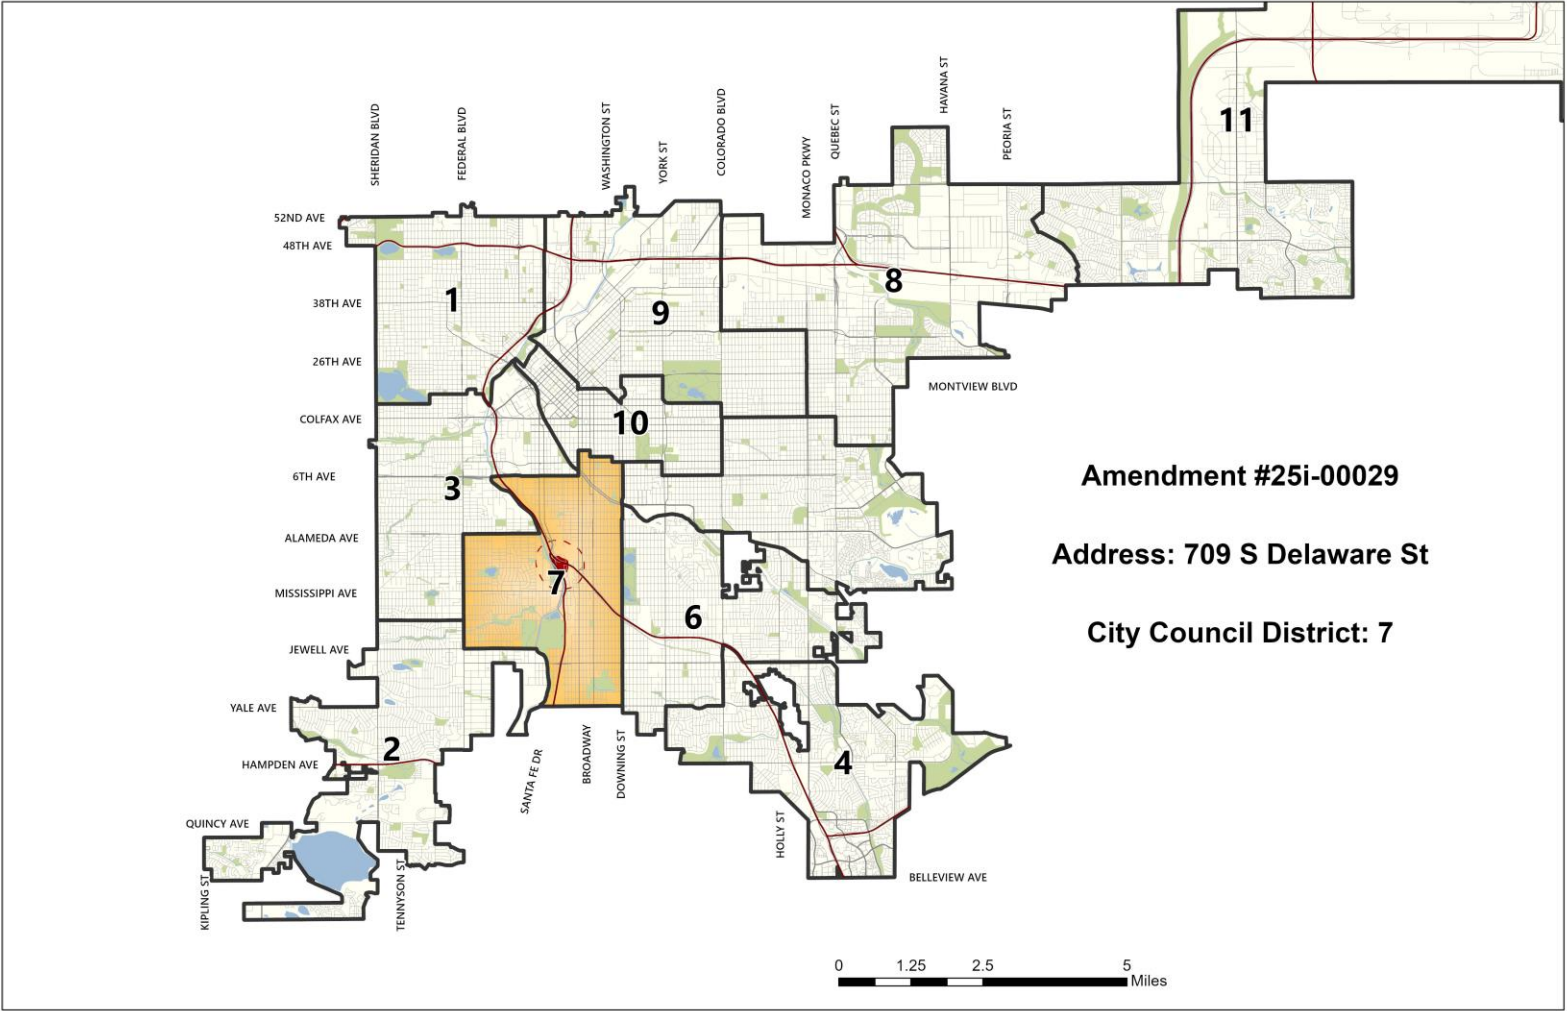 SHERIDAN BLVD
FEDERAL BLVD
WASHINGTON ST
YORK ST
COLORADO BLVD
MONACO PKWY
QUEBEC ST
HAVANA ST
PEORIA ST
11
52ND AVE
48TH AVE
38TH AVE
26TH AVE
COLFAX AVE
6TH AVE
ALAMEDA AVE
MISSISSIPPI AVE
JEWELL AVE
YALE AVE
HAMPDEN AVE
QUINCY AVE
1
9
8
10
3
7
6
2
4
MONTVIEW BLVD
Amendment #25i-00029
Address: 709 S Delaware St
City Council District: 7
SANTA FE DR
BROADWAY
DOWNING ST
HOLLY ST
KIPLING ST
TENNYSON ST
BELLEVIEW AVE
0 1.25 2.5 5
Miles